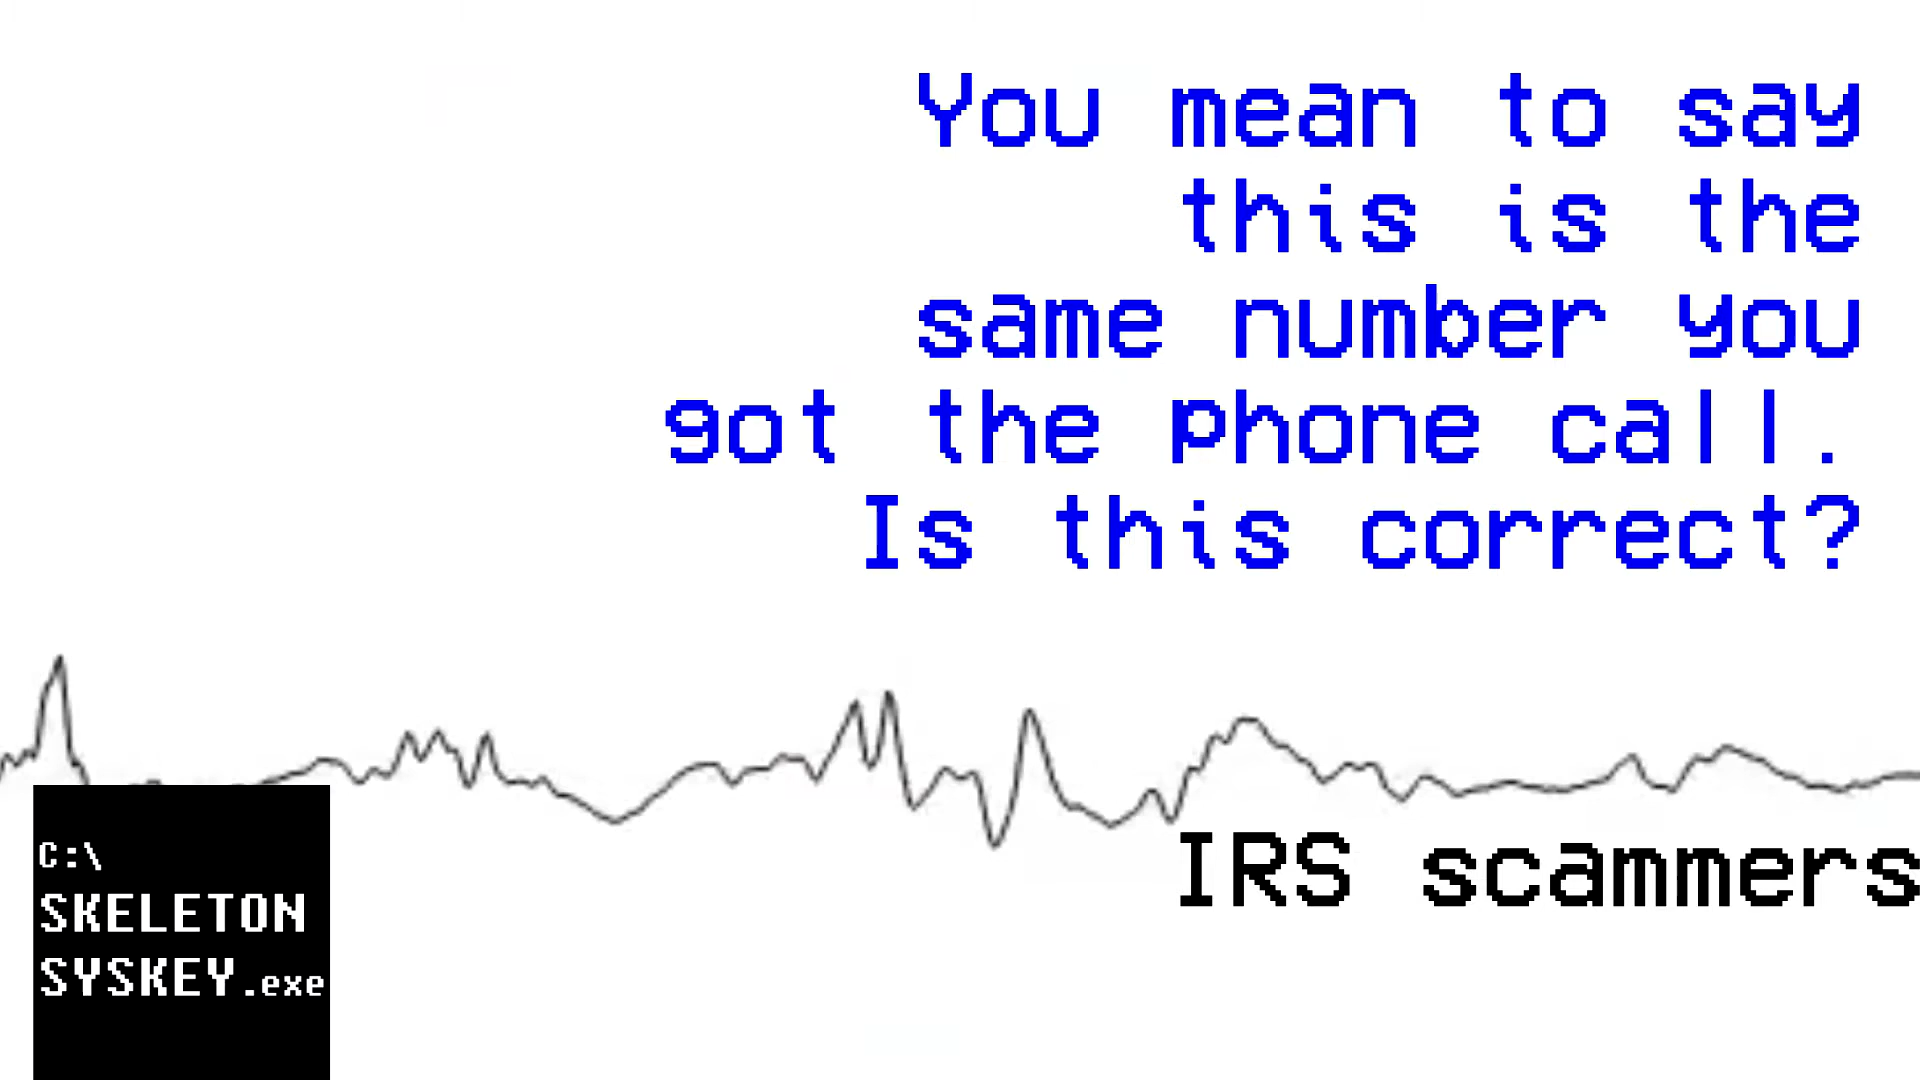 You mean to say
this is the
same number you
got the phone call.
Is this correct?
IRS scammers
C:\
SKELETON
SYSKEY.exe